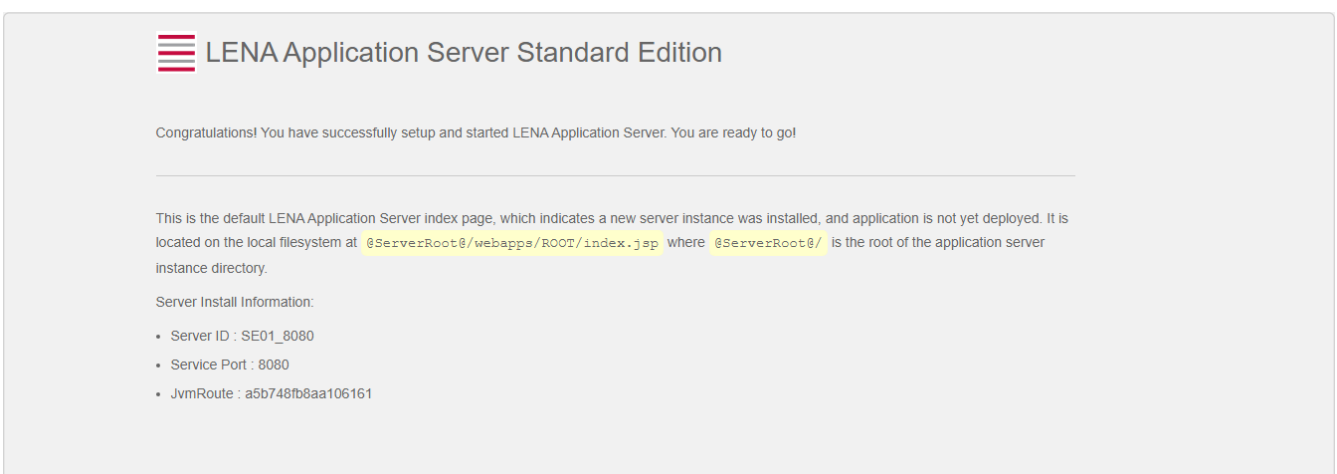 LENA Application Server Standard Edition
Congratulations! You have successfully setup and started LENA Application Server. You are ready to go!
This is the default LENA Application Server index page, which indicates a new server instance was installed, and application is not yet deployed. It is
located on the local filesystem at @ServerRoot@/webapps/ROOT/index.jsp where @ServerRoot@/ is the root of the application server
instance directory.
Server Install Information:
• Server ID : SE01_8080
• Service Port : 8080
• JvmRoute : a5b748fb8aa106161